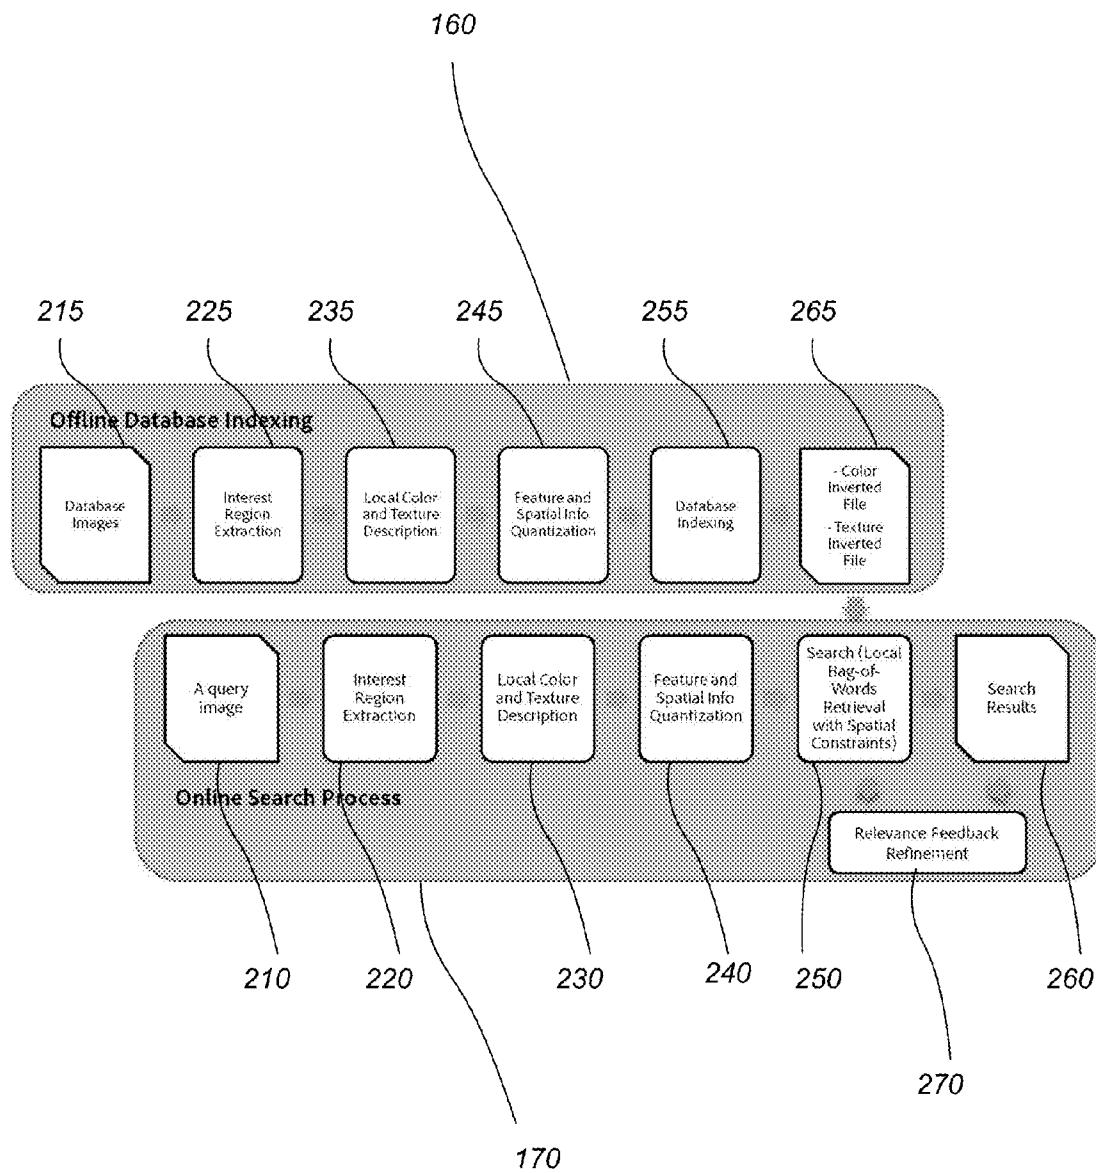 160
215
225
235
245
255
265
Offline Database Indexing
Database
Images
Interest
Region
Extraction
Local Color
and Texture
Description
Feature and
Spatial Info
Quantization
Database
Indexing
- Color
Inverted
File
- Texture
Inverted
File
A query
image
Interest
Region
Extraction
Local Color
and Texture
Description
Feature and
Spatial Info
Quantization
Search (Local
Bag-of-
Words
Retrieval
with Spatial
Constraints)
Search
Results
Online Search Process
Relevance Feedback
Refinement
210
220
230
240
250
260
270
170